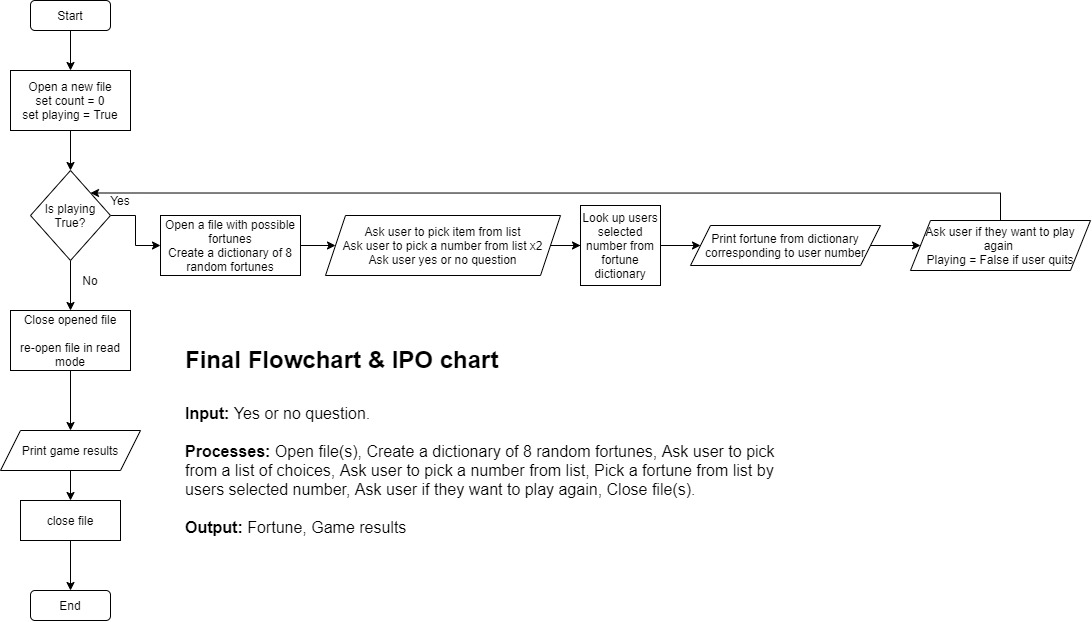 Start
Open a new file
set count = 0
set playing = True
Is playing
True?
Yes
No
Open a file with possible
fortunes
Create a dictionary of 8
random fortunes
Ask user to pick item from list
Ask user to pick a number from list x2
Ask user yes or no question
Look up users
selected
number from
fortune
dictionary
Print fortune from dictionary
corresponding to user number
Ask user if they want to play
again
Playing = False if user quits
Close opened file
re-open file in read
mode
Print game results
close file
End
Final Flowchart & IPO chart
Input: Yes or no question.
Processes: Open file(s), Create a dictionary of 8 random fortunes, Ask user to pick
from a list of choices, Ask user to pick a number from list, Pick a fortune from list by
users selected number, Ask user if they want to play again, Close file(s).
Output: Fortune, Game results